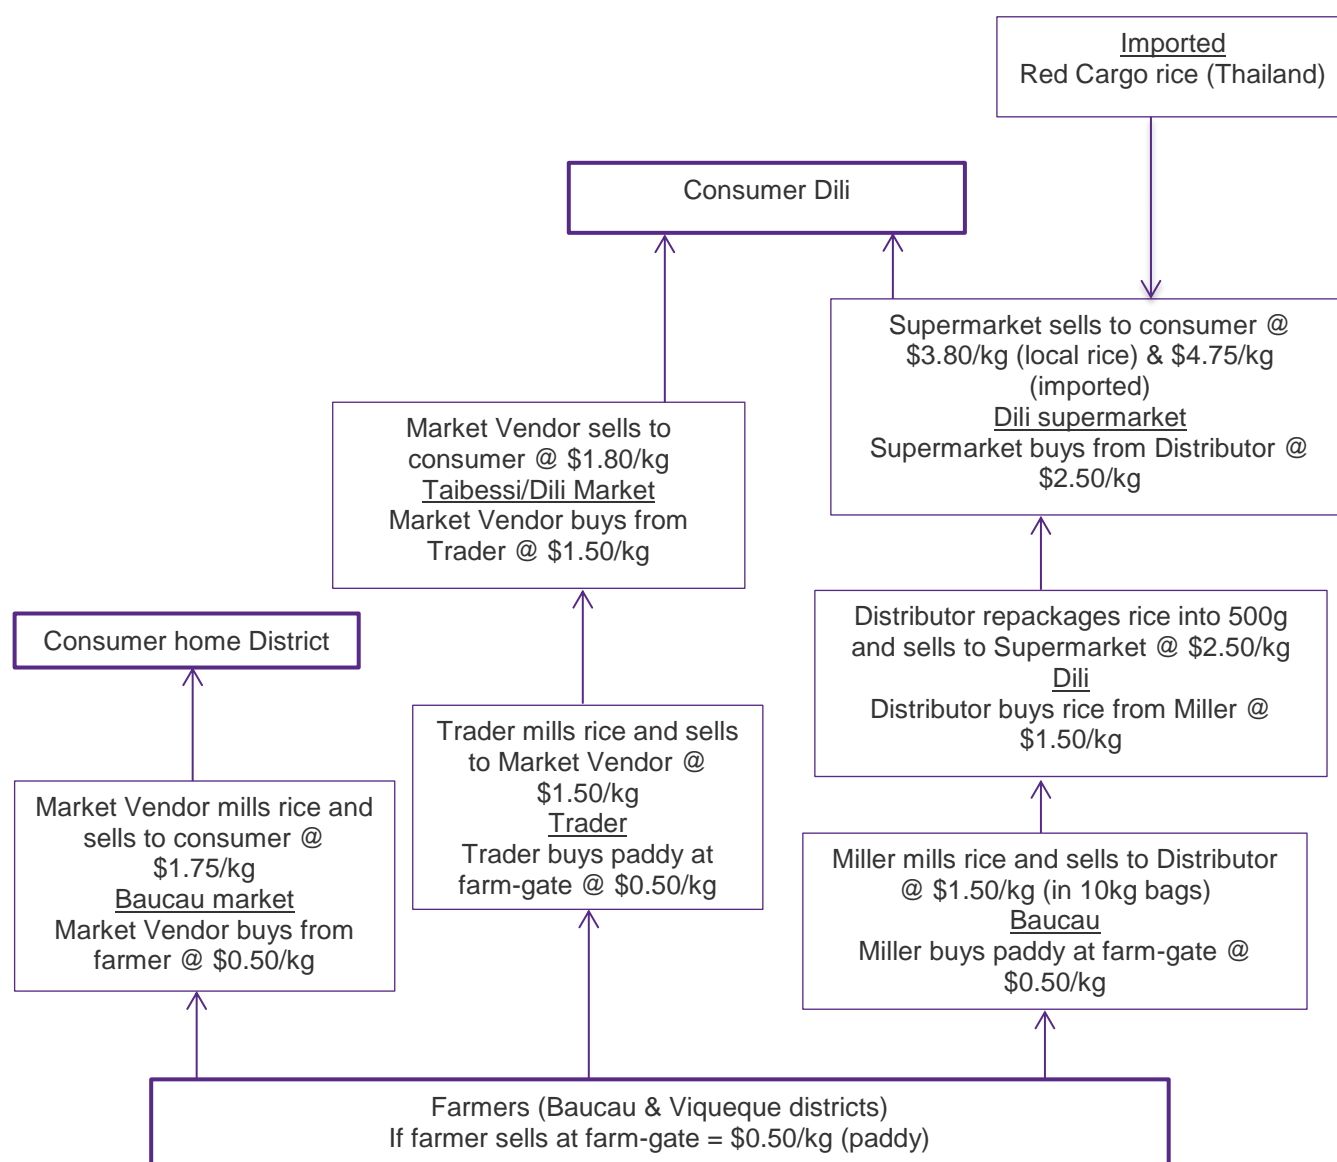 Imported
Red Cargo rice (Thailand)
Consumer Dili
Supermarket sells to consumer @
$3.80/kg (local rice) & $4.75/kg
(imported)
Dili supermarket
Supermarket buys from Distributor @
$2.50/kg
Market Vendor sells to
consumer @ $1.80/kg
Taibessi/Dili Market
Market Vendor buys from
Trader @ $1.50/kg
Distributor repackages rice into 500g
and sells to Supermarket @ $2.50/kg
Dili
Distributor buys rice from Miller @
$1.50/kg
Consumer home District
Trader mills rice and sells
to Market Vendor @
$1.50/kg
Trader
Trader buys paddy at
farm-gate @ $0.50/kg
Market Vendor mills rice and
sells to consumer @
$1.75/kg
Baucau market
Market Vendor buys from
farmer @ $0.50/kg
Miller mills rice and sells to Distributor
@ $1.50/kg (in 10kg bags)
Baucau
Miller buys paddy at farm-gate @
$0.50/kg
Farmers (Baucau & Viqueque districts)
If farmer sells at farm-gate = $0.50/kg (paddy)